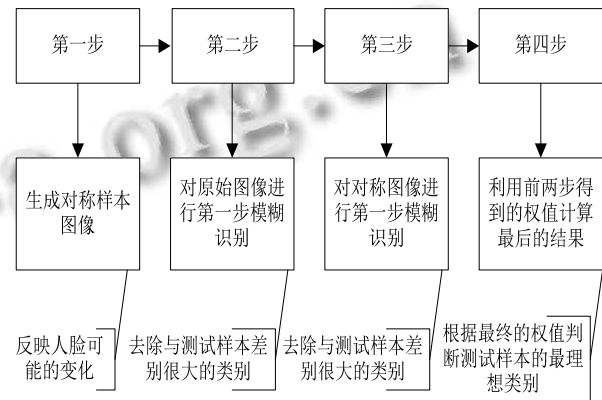 第一步
第二步
第三步
第四步
生成对称样本
图像
对原始图像进
行第一步模糊
识别
对对称图像进
行第一步模糊
识别
利用前两步得
到的权值计算
最后的结果
反映人脸可
能的变化
去除与测试样本差
别很大的类别
去除与测试样本差
别很大的类别
根据最终的权值判
断测试样本的最理
想类别